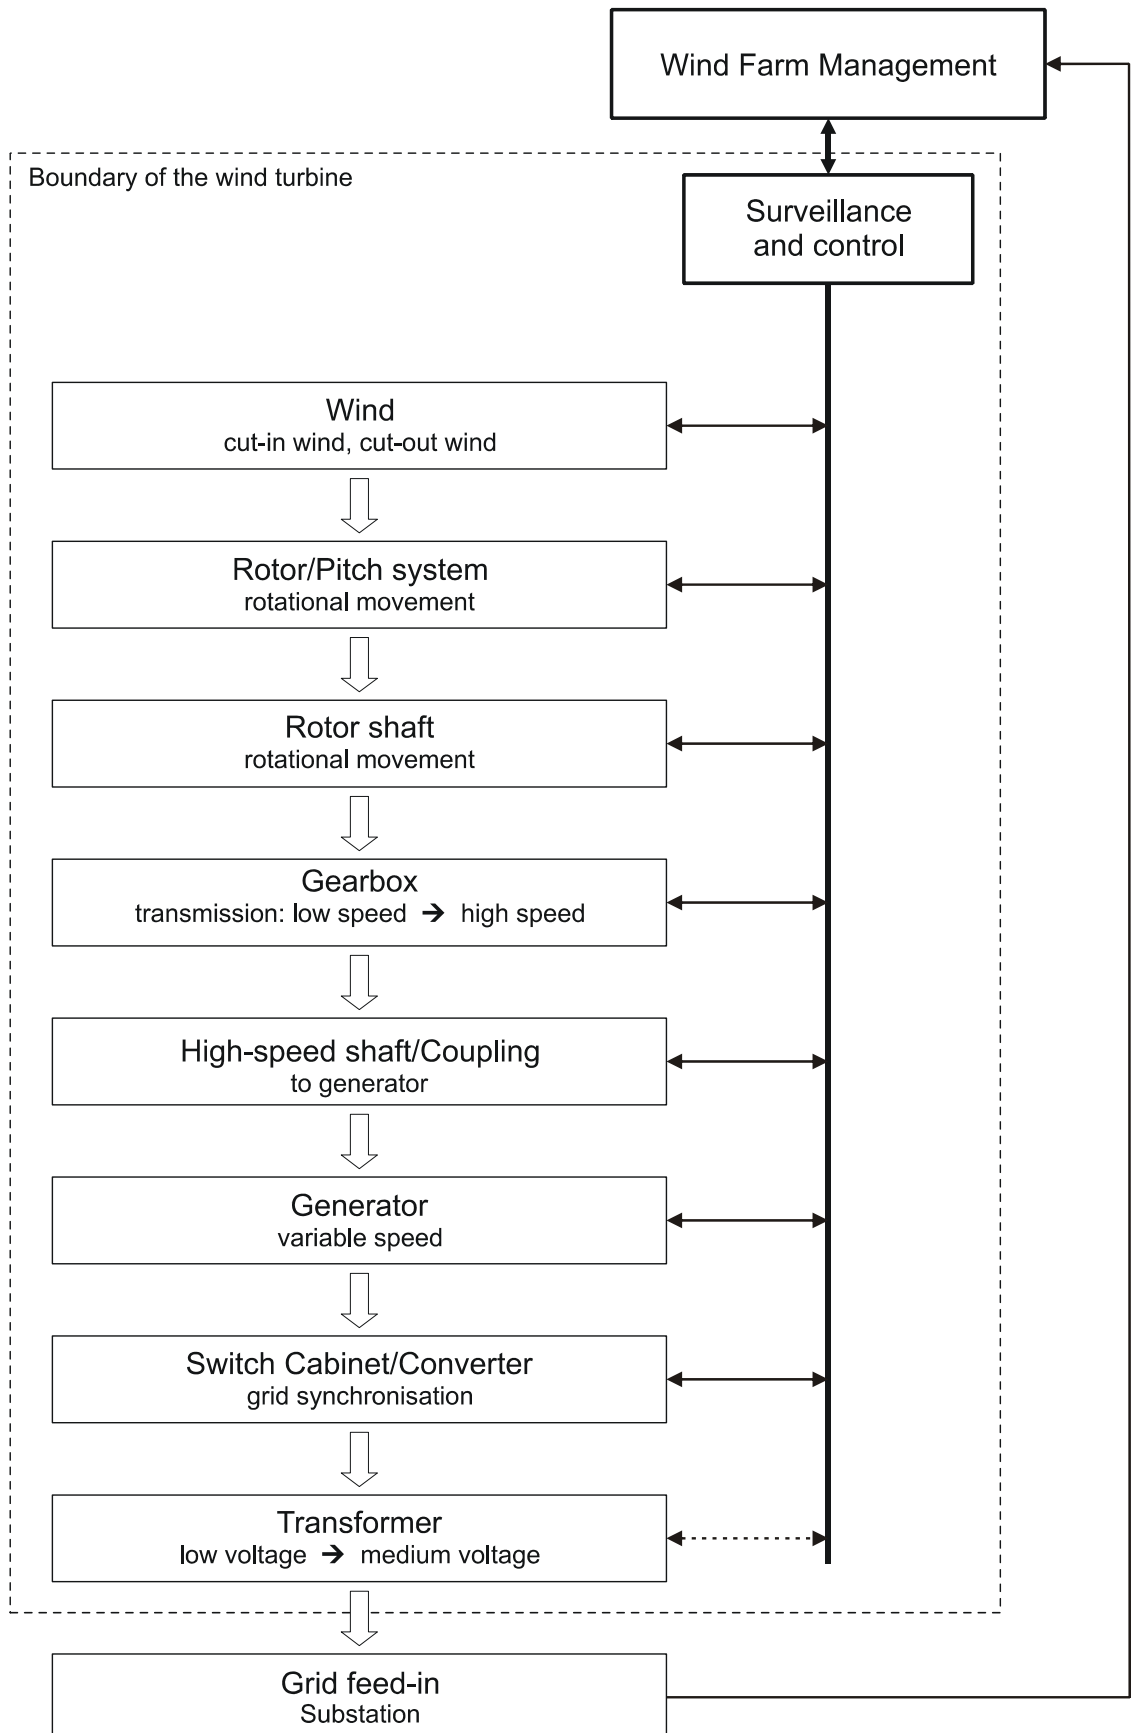 Wind Farm Management
Boundary of the wind turbine
Surveillance
and control
Wind
cut-in wind, cut-out wind
Rotor/Pitch system
rotational movement
Rotor shaft
rotational movement
Gearbox
transmission: low speed ➔ high speed
High-speed shaft/Coupling
to generator
Generator
variable speed
Switch Cabinet/Converter
grid synchronisation
Transformer
low voltage ➔ medium voltage
Grid feed-in
Substation